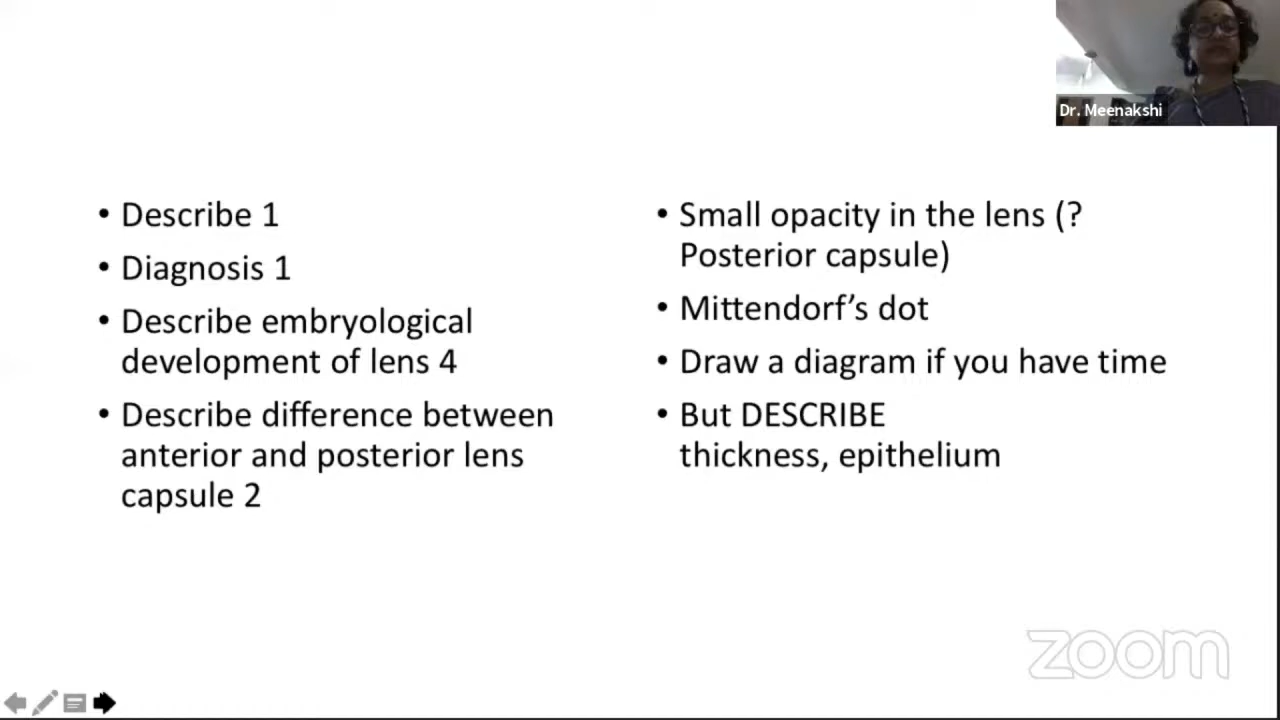 Dr. Meenakshi
• Describe 1
• Diagnosis 1
• Describe embryological
development of lens 4
• Describe difference between
anterior and posterior lens
capsule 2
• Small opacity in the lens (?
Posterior capsule)
• Mittendorf’s dot
• Draw a diagram if you have time
• But DESCRIBE
thickness, epithelium
zoom